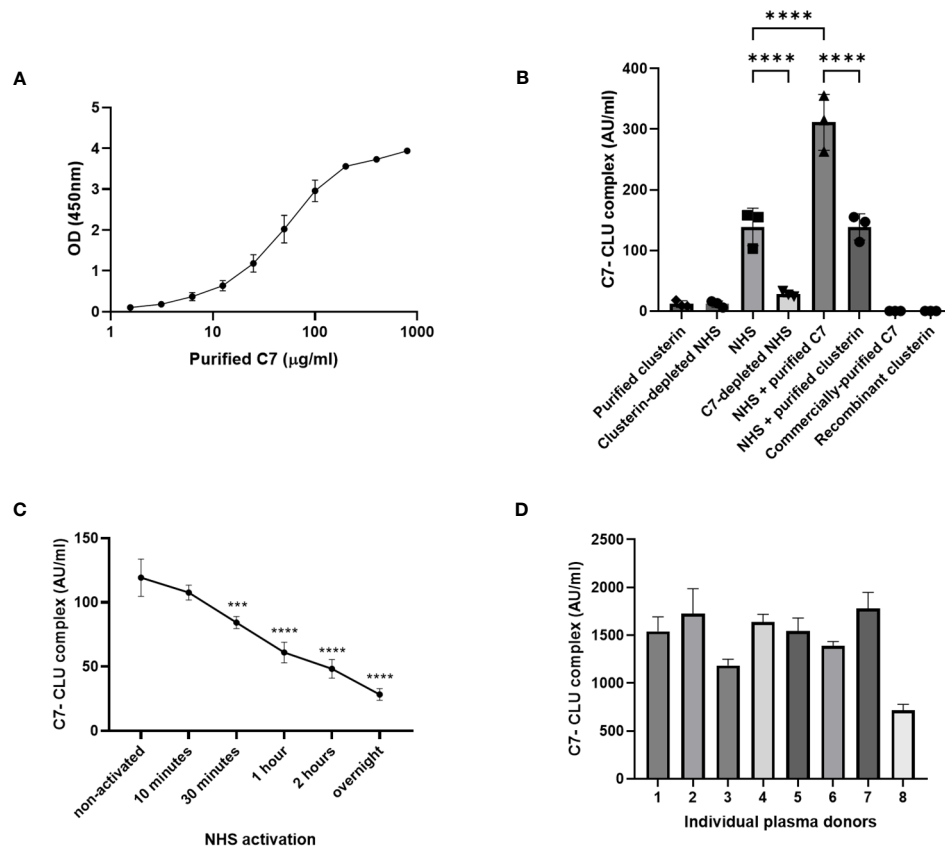 A
OD (450nm)
5
4
3
2
1
0
1
10
100
1000
Purified C7 (μg/ml)
B
****
****
****
C7- CLU complex (AU/ml)
400
300
200
100
0
Purified clusterin
Clusterin-depleted NHS
NHS
C7-depleted NHS
NHS + purified C7
NHS + purified clusterin
Commercially-purified C7
Recombinant clusterin
C
C7- CLU complex (AU/ml)
150
100
50
0
***
****
****
****
non-activated
10 minutes
30 minutes
1 hour
2 hours
overnight
NHS activation
D
C7- CLU complex (AU/ml)
2500
2000
1500
1000
500
0
1
2
3
4
5
6
7
8
Individual plasma donors